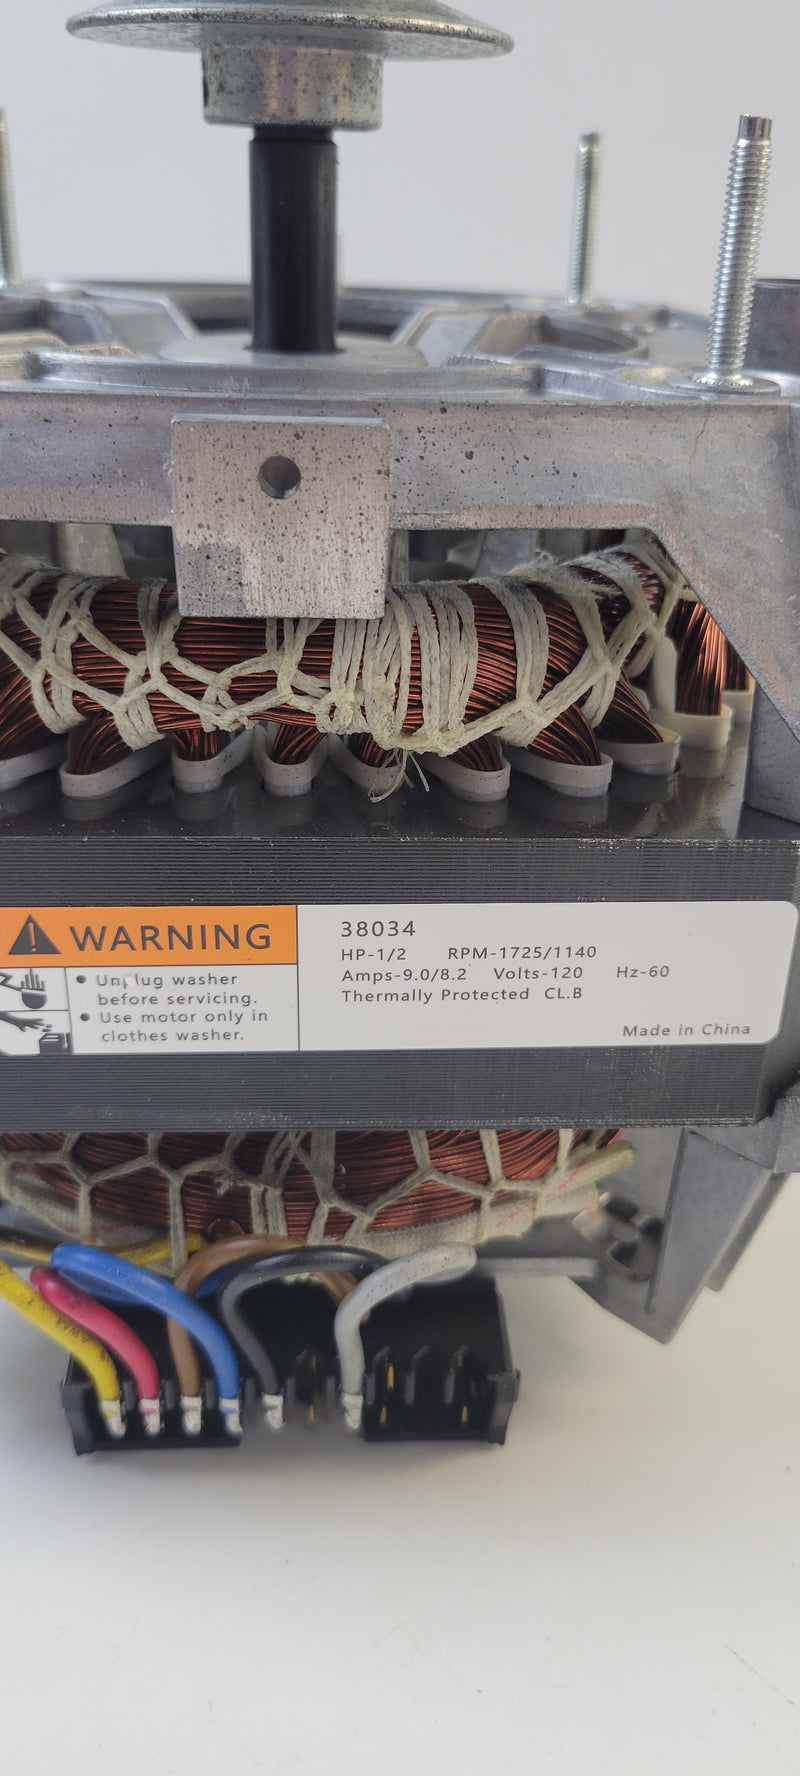 WARNING
• Unplug washer
before servicing.
• Use motor only in
clothes washer.
38034
HP-1/2 RPM-1725/1140
Amps-9.0/8.2 Volts-120 Hz-60
Thermally Protected CL.B
Made in China